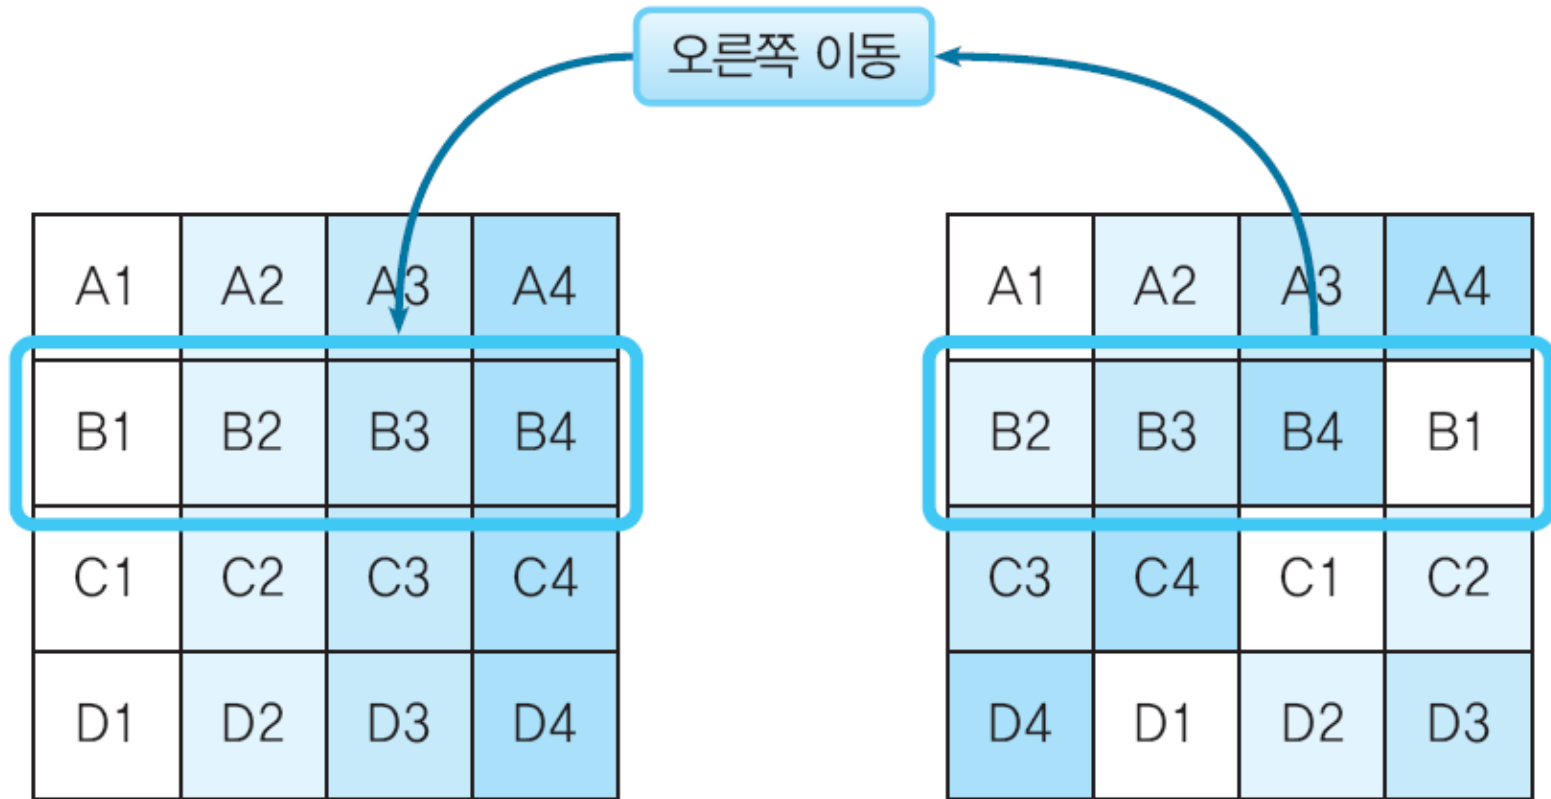 오른쪽 이동
A1 A2 A3 A4
B1 B2 B3 B4
C1 C2 C3 C4
D1 D2 D3 D4
A1 A2 A3 A4
B2 B3 B4 B1
C3 C4 C1 C2
D4 D1 D2 D3